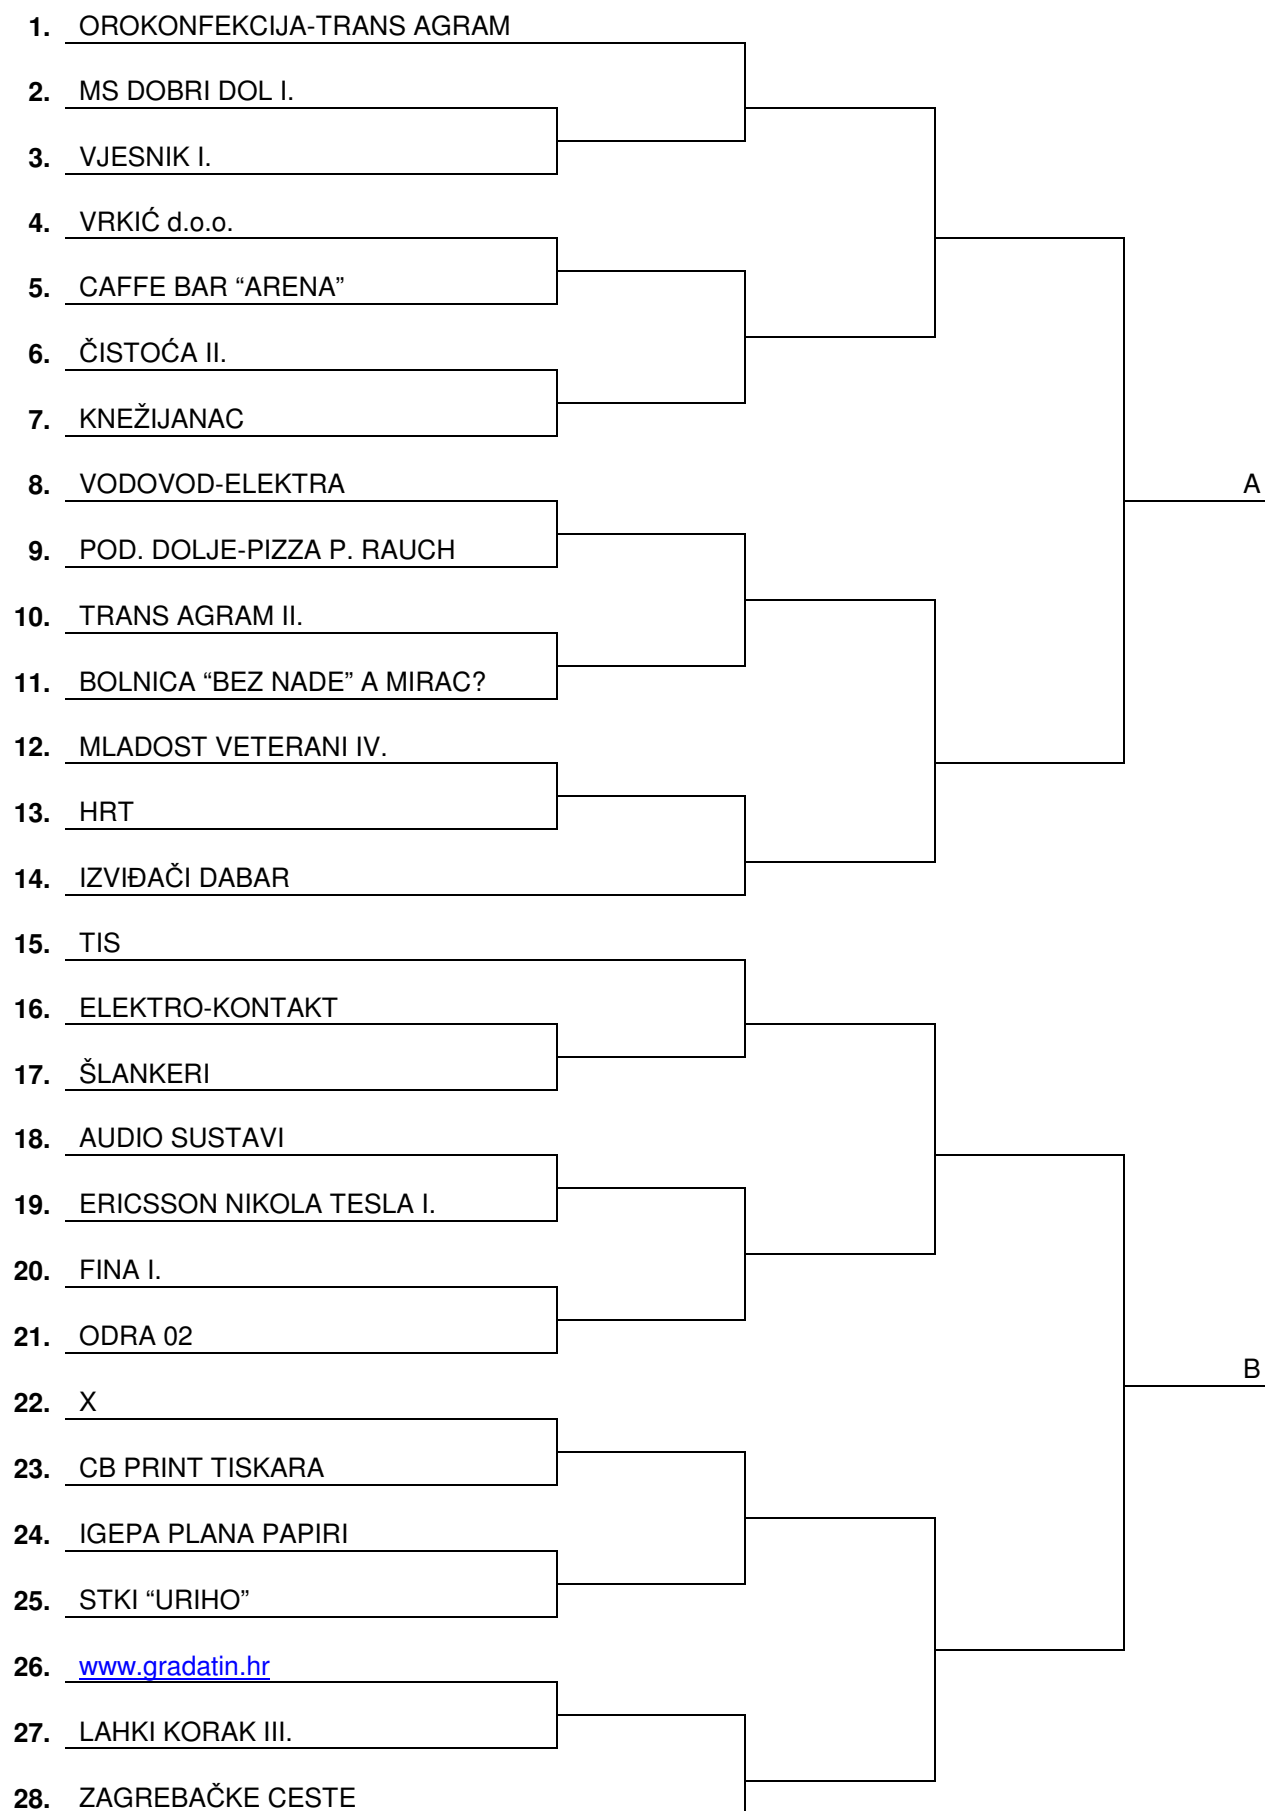 1. OROKONFEKCIJA-TRANS AGRAM
2. MS DOBRI DOL I.
3. VJESNIK I.
4. VRKIĆ d.o.o.
5. CAFFE BAR “ARENA”
6. ČISTOĆA II.
7. KNEŽIJANAC
8. VODOVOD-ELEKTRA
A
9. POD. DOLJE-PIZZA P. RAUCH
10. TRANS AGRAM II.
11. BOLNICA “BEZ NADE” A MIRAC?
12. MLADOST VETERANI IV.
13. HRT
14. IZVIĐAČI DABAR
15. TIS
16. ELEKTRO-KONTAKT
17. ŠLANKERI
18. AUDIO SUSTAVI
19. ERICSSON NIKOLA TESLA I.
20. FINA I.
21. ODRA 02
B
22. X
23. CB PRINT TISKARA
24. IGEPA PLANA PAPIRI
25. STKI “URIHO”
26. www.gradatin.hr
27. LAHKI KORAK III.
28. ZAGREBAČKE CESTE